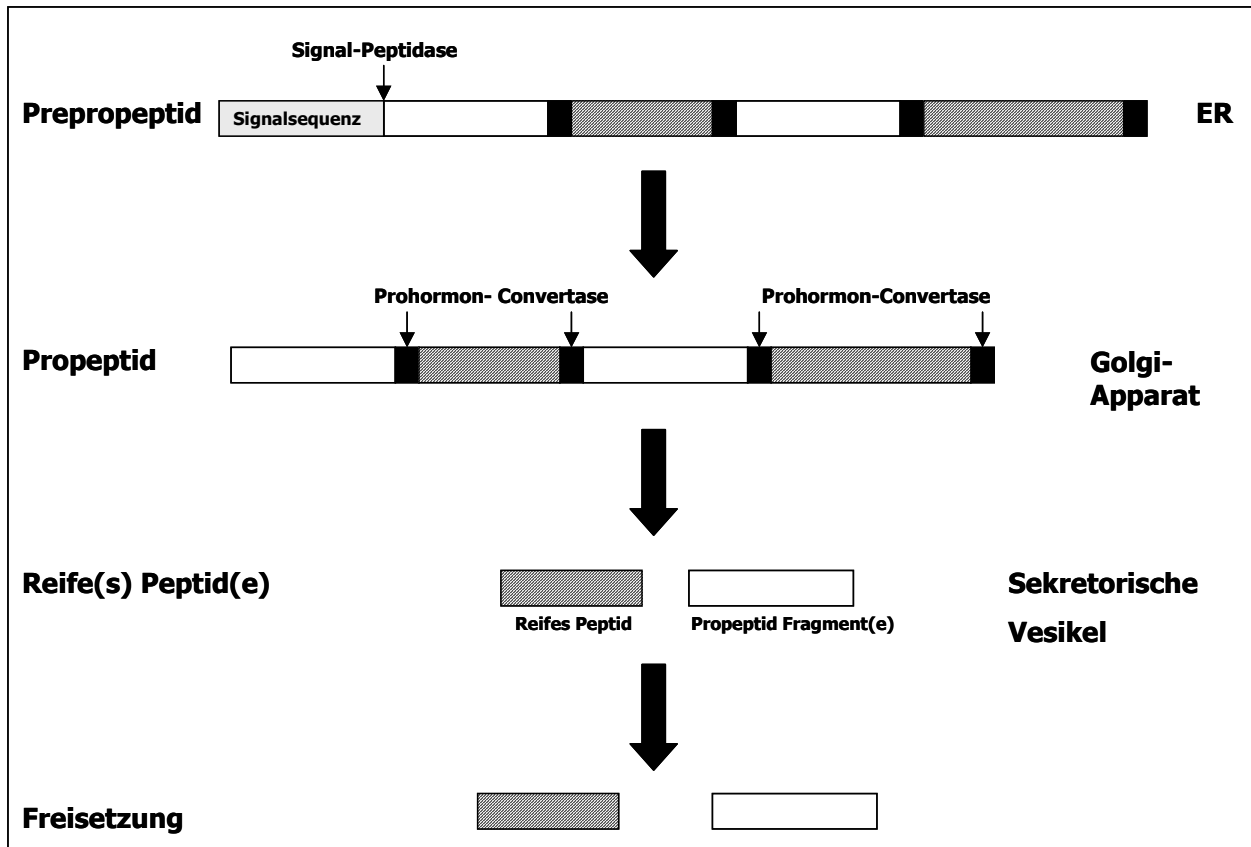 Signal-Peptidase
Prepropeptid
Signalsequenz
ER
Prohormon- Convertase
Prohormon-Convertase
Propeptid
Golgi-
Apparat
Reife(s) Peptid(e)
Sekretorische
Vesikel
Reifes Peptid
Propeptid Fragment(e)
Freisetzung